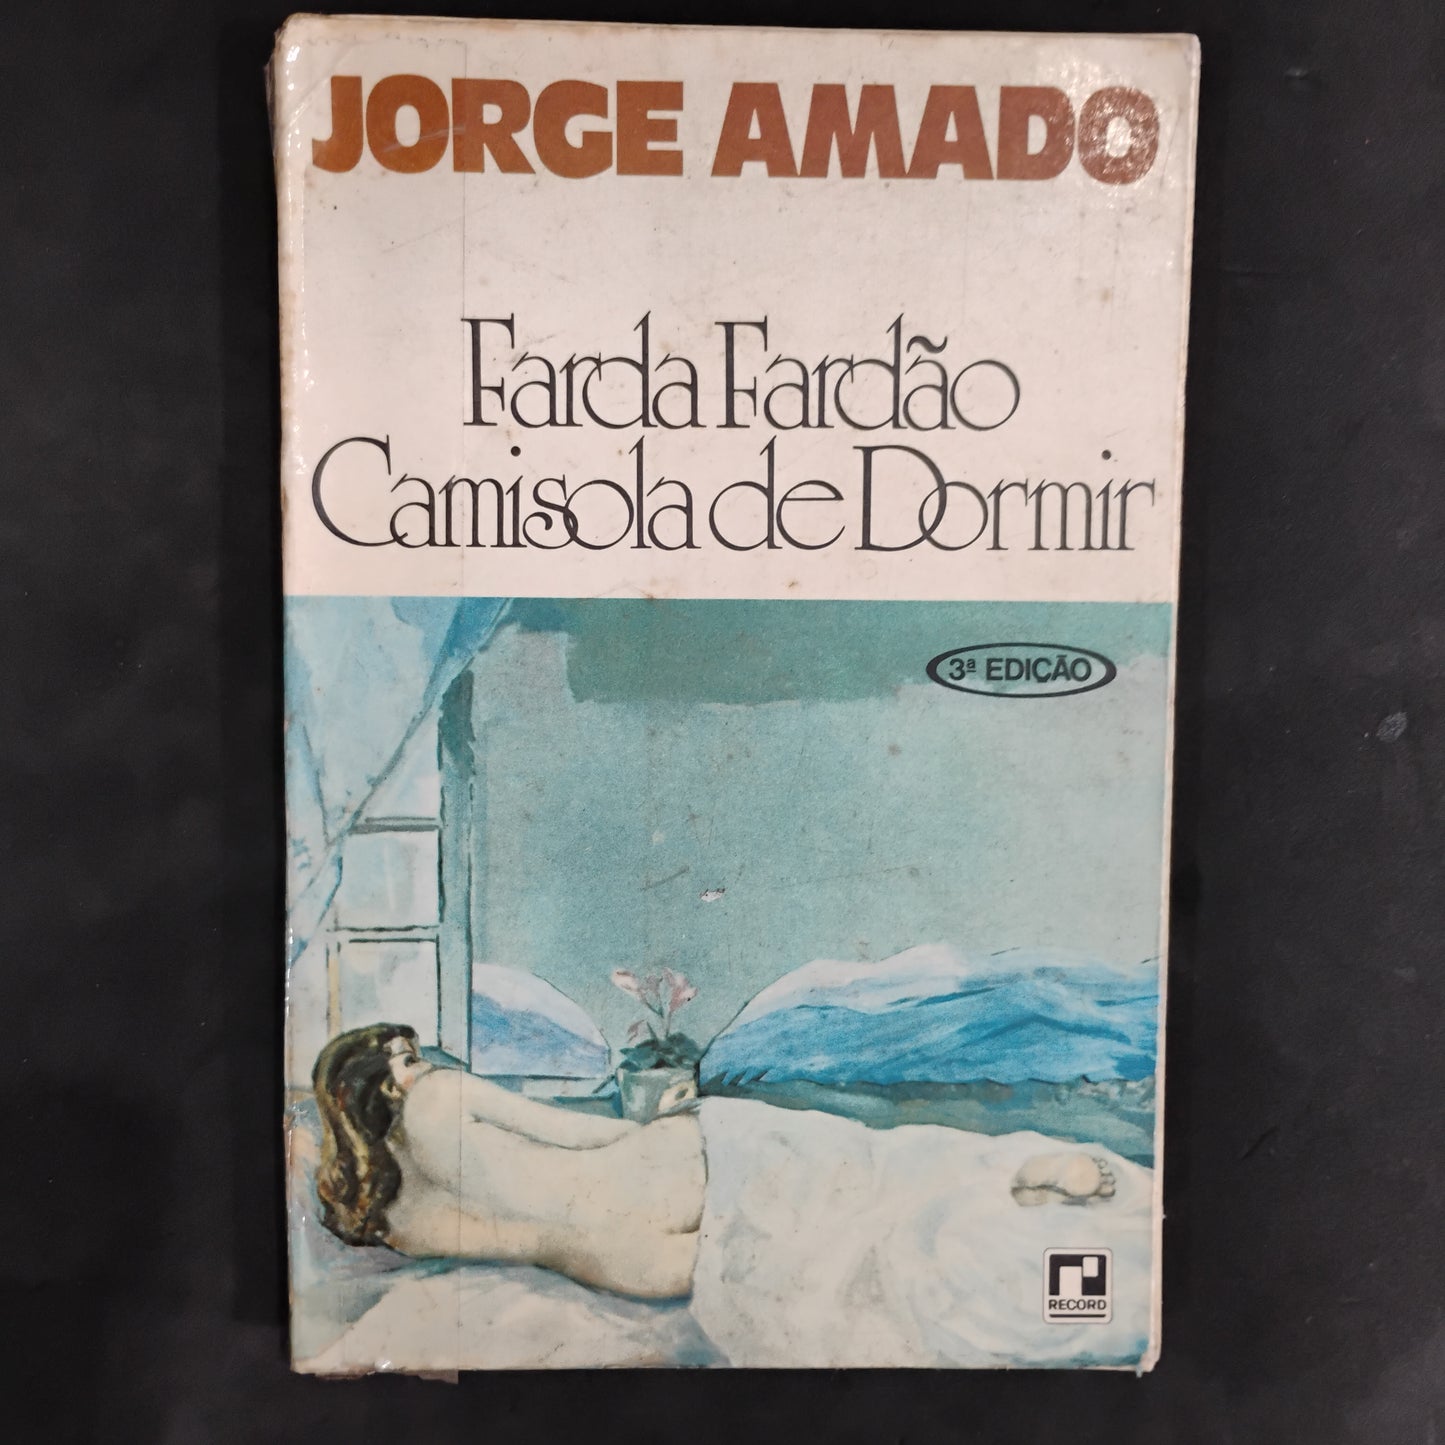 JORGE AMADO
Farda Fardão
Camisola de Dormir
3ª EDIÇÃO
RECORD